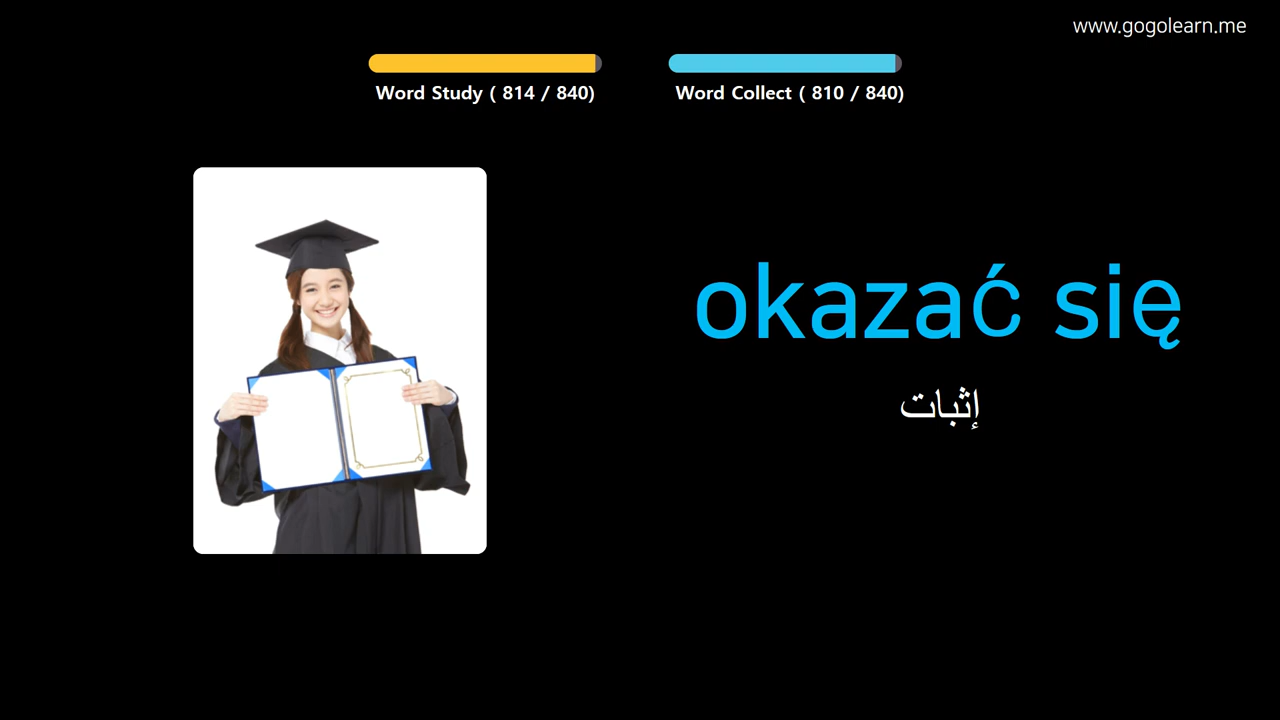 www.gogolearn.me
Word Study ( 814 / 840)
Word Collect ( 810 / 840)
okazać się
إثبات